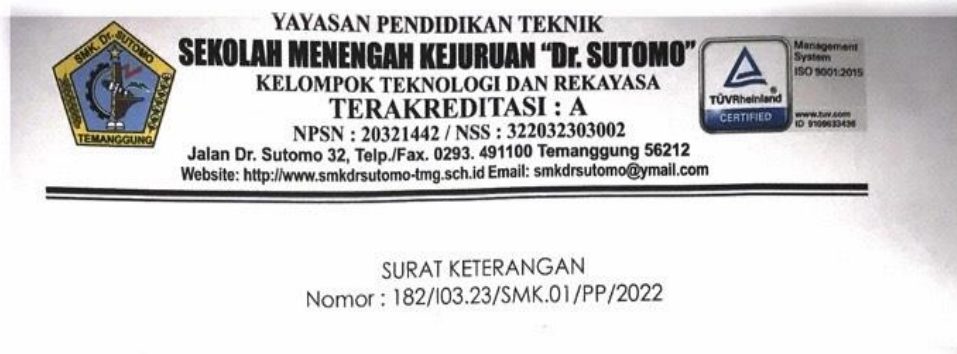 YAYASAN PENDIDIKAN TEKNIK
SEKOLAH MENENGAH KEJURUAN "Dr. SUTOMO"
KELOMPOK TEKNOLOGI DAN REKAYASA
TERAKREDITASI : A
NPSN : 20321442 / NSS : 322032303002
Jalan Dr. Sutomo 32, Telp./Fax. 0293. 491100 Temanggung 56212
Website: http://www.smkdrsutomo-tmg.sch.id Email: smkdrsutomo@ymail.com
SMK. Dr. SUTOMO
TEMANGGUNG
TÜVRheinland®
CERTIFIED
Management
System
ISO 9001:2015
www.tuv.com
ID 9109633436
SURAT KETERANGAN
Nomor : 182/I03.23/SMK.01/PP/2022